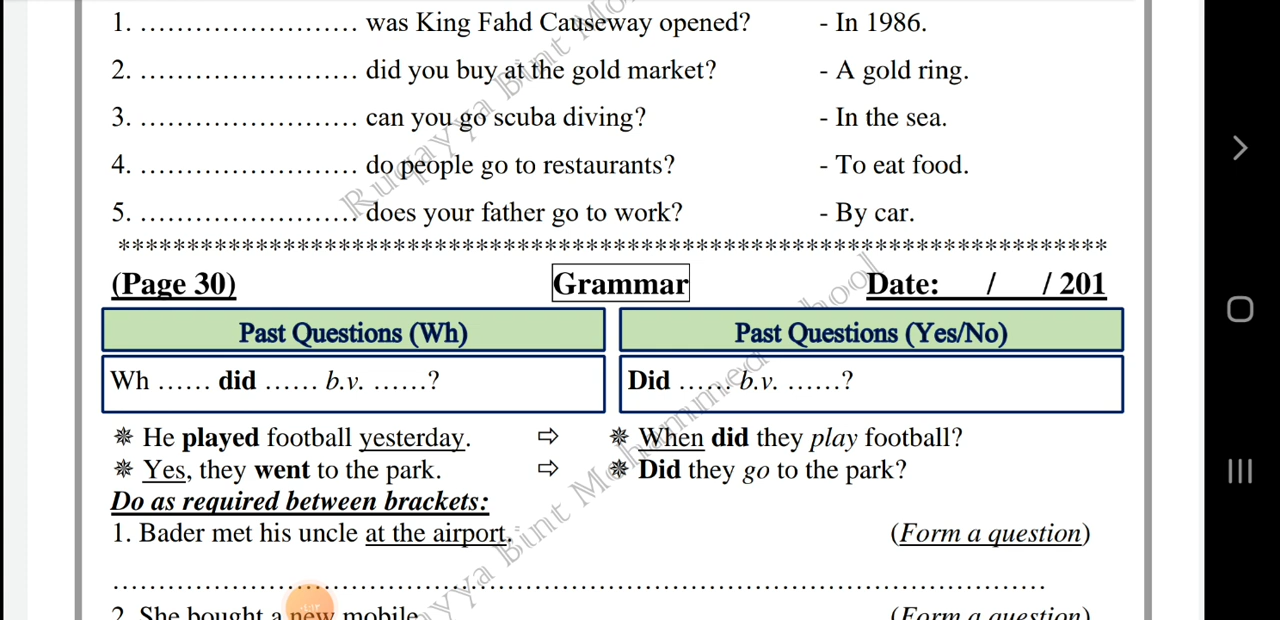 1. ........................ was King Fahd Causeway opened? - In 1986.
2. ........................ did you buy at the gold market? - A gold ring.
3. ........................ can you go scuba diving? - In the sea.
4. ........................ do people go to restaurants? - To eat food.
5. ........................ does your father go to work? - By car.
************************************************************************
(Page 30) Grammar Date: / / 201
Past Questions (Wh) Past Questions (Yes/No)
Wh ...... did ...... b.v. ......? Did ...... b.v. ......?
He played football yesterday. ⇨ When did they play football?
Yes, they went to the park. ⇨ Did they go to the park?
Do as required between brackets:
1. Bader met his uncle at the airport. (Form a question)
........................................................................
2. She bought a new mobile (Form a question)